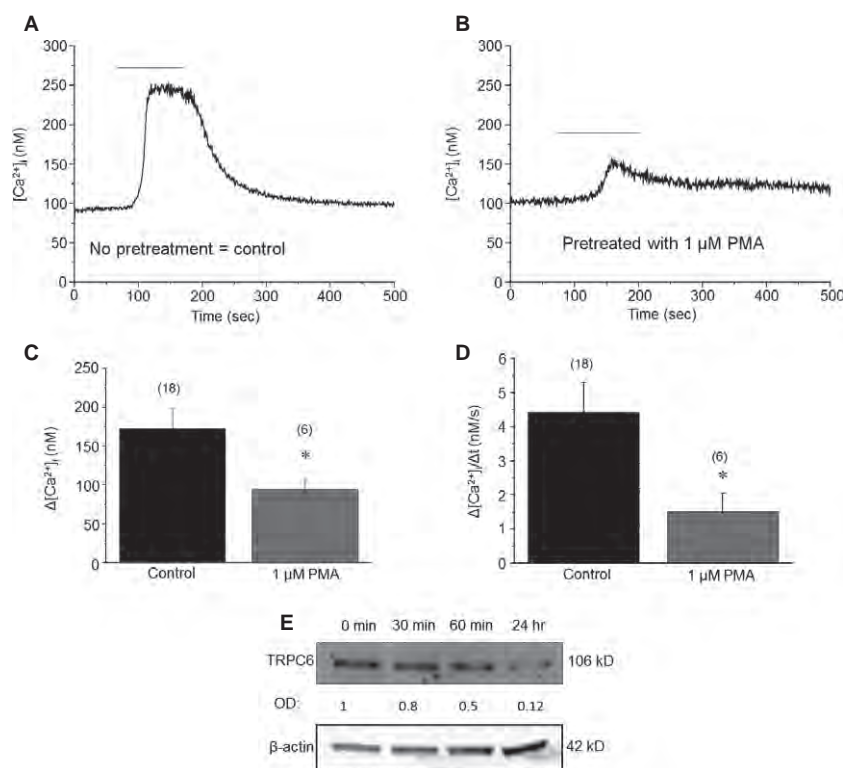 A
300
250
200
150
100
50
0
[Ca²⁺]ᵢ (nM)
No pretreatment = control
0 100 200 300 400 500
Time (sec)
B
300
250
200
150
100
50
0
[Ca²⁺]ᵢ (nM)
Pretreated with 1 µM PMA
0 100 200 300 400 500
Time (sec)
C
250
200
150
100
50
0
Δ[Ca²⁺]ᵢ (nM)
(18)
(6)
*
Control 1 µM PMA
D
6
5
4
3
2
1
0
Δ[Ca²⁺]ᵢ/Δt (nM/s)
(18)
(6)
*
Control 1 µM PMA
E
0 min 30 min 60 min 24 hr
TRPC6 106 kD
OD: 1 0.8 0.5 0.12
β-actin 42 kD